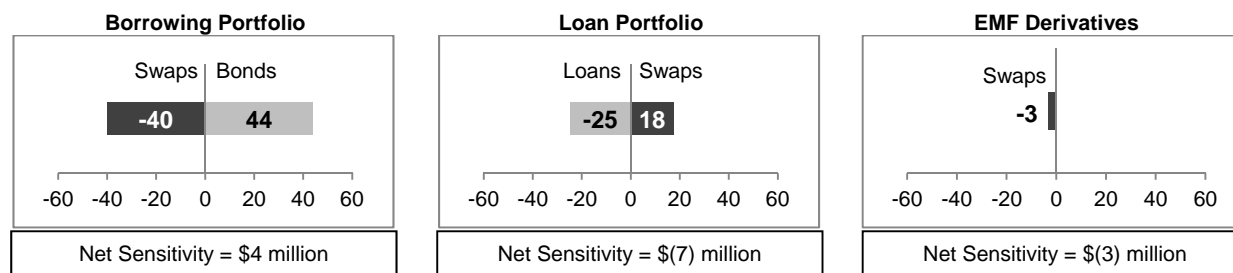 Borrowing Portfolio
Swaps Bonds
-40 44
-60 -40 -20 0 20 40 60
Net Sensitivity = $4 million
Loan Portfolio
Loans Swaps
-25 18
-60 -40 -20 0 20 40 60
Net Sensitivity = $(7) million
EMF Derivatives
Swaps
-3
-60 -40 -20 0 20 40 60
Net Sensitivity = $(3) million